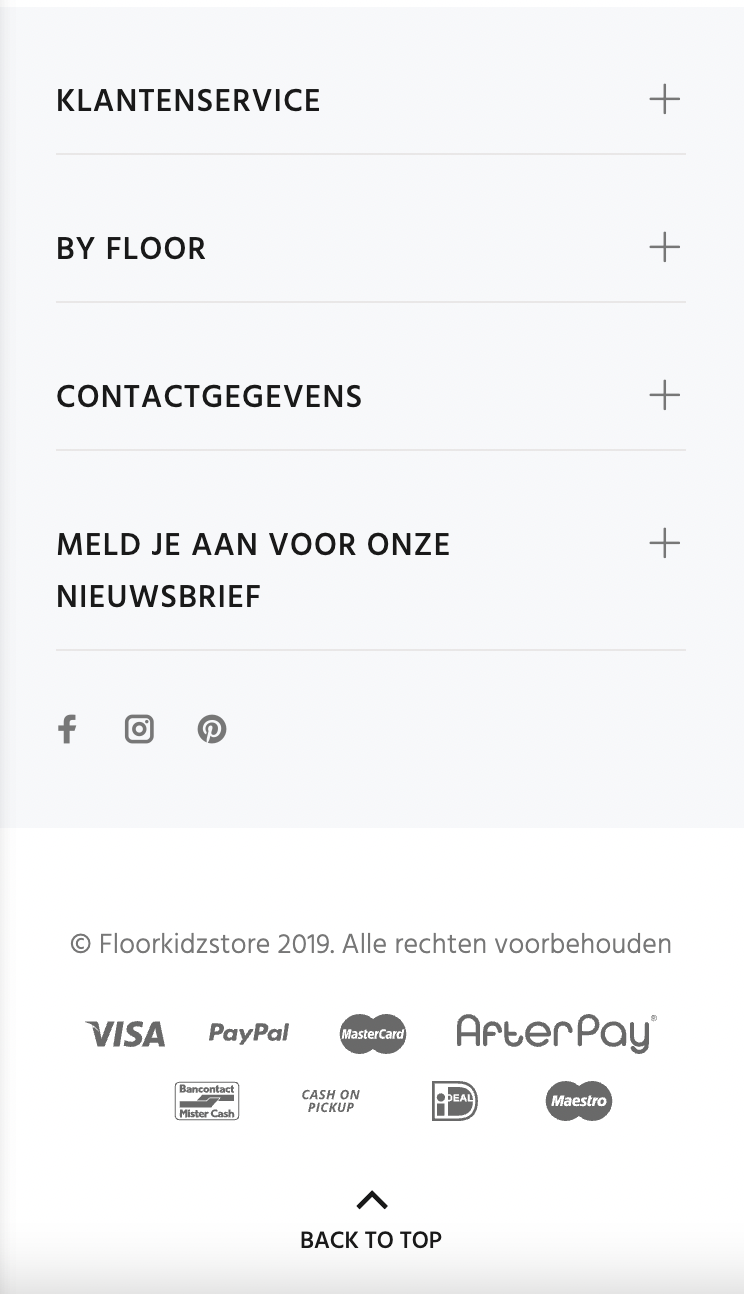 KLANTENSERVICE
BY FLOOR
CONTACTGEGEVENS
MELD JE AAN VOOR ONZE
NIEUWSBRIEF
© Floorkidzstore 2019. Alle rechten voorbehouden
VISA PayPal MasterCard AfterPay®
Bancontact
Mister Cash
CASH ON
PICKUP
iDEAL
Maestro
BACK TO TOP